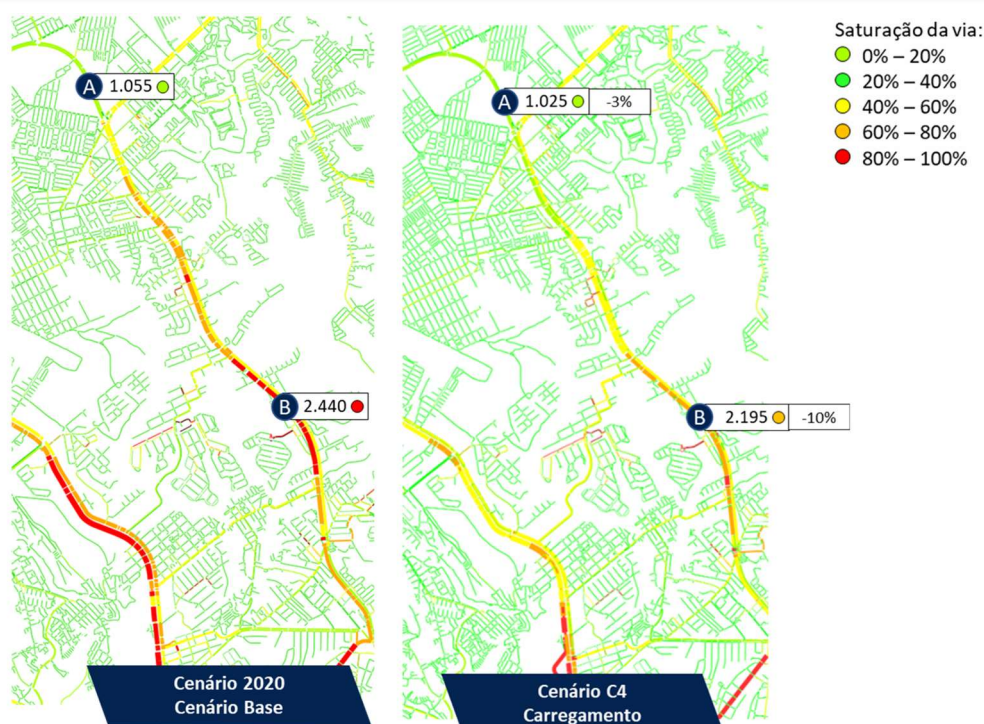 Saturação da via:
0% – 20%
20% – 40%
40% – 60%
60% – 80%
80% – 100%
A 1.055
A 1.025 -3%
B 2.440
B 2.195 -10%
Cenário 2020
Cenário Base
Cenário C4
Carregamento